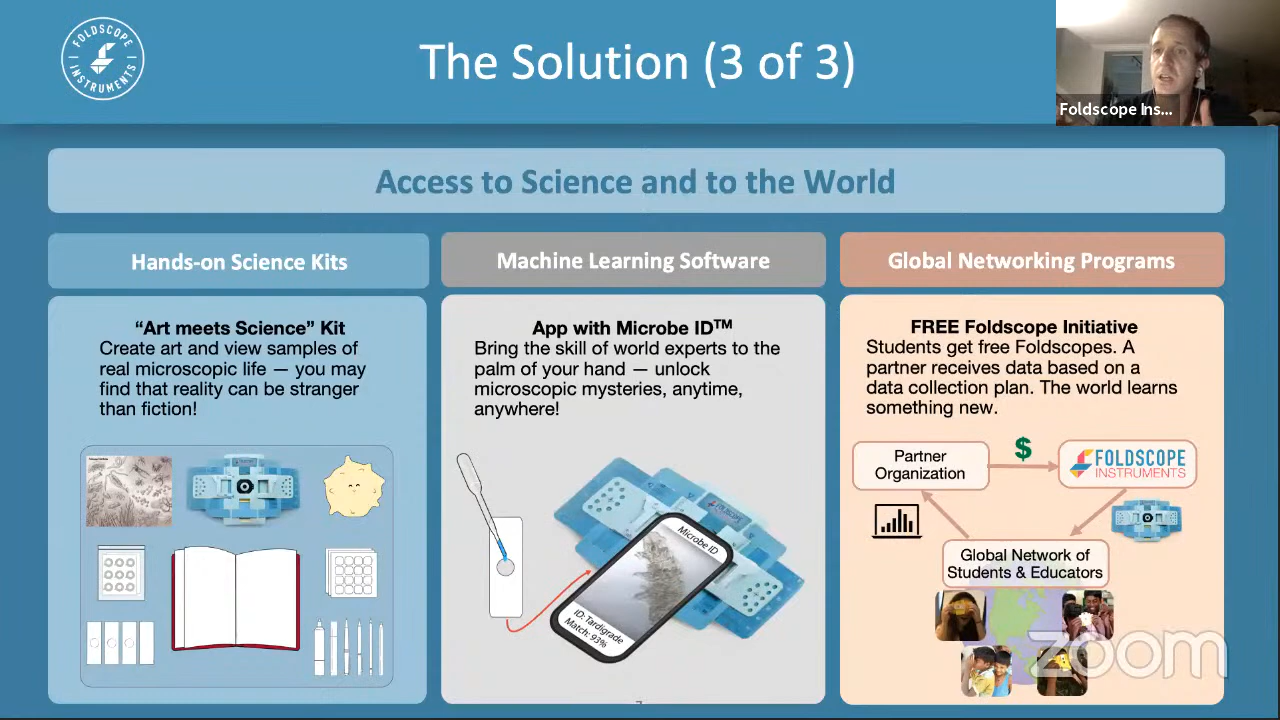 FOLDSCOPE
INSTRUMENTS
The Solution (3 of 3)
Foldscope Ins...
Access to Science and to the World
Hands-on Science Kits
“Art meets Science” Kit
Create art and view samples of
real microscopic life — you may
find that reality can be stranger
than fiction!
Machine Learning Software
App with Microbe ID™
Bring the skill of world experts to the
palm of your hand — unlock
microscopic mysteries, anytime,
anywhere!
Microbe ID
ID: Tardigrade
Match: 93%
Global Networking Programs
FREE Foldscope Initiative
Students get free Foldscopes. A
partner receives data based on a
data collection plan. The world learns
something new.
Partner
Organization
$
FOLDSCOPE
INSTRUMENTS
Global Network of
Students & Educators
zoom